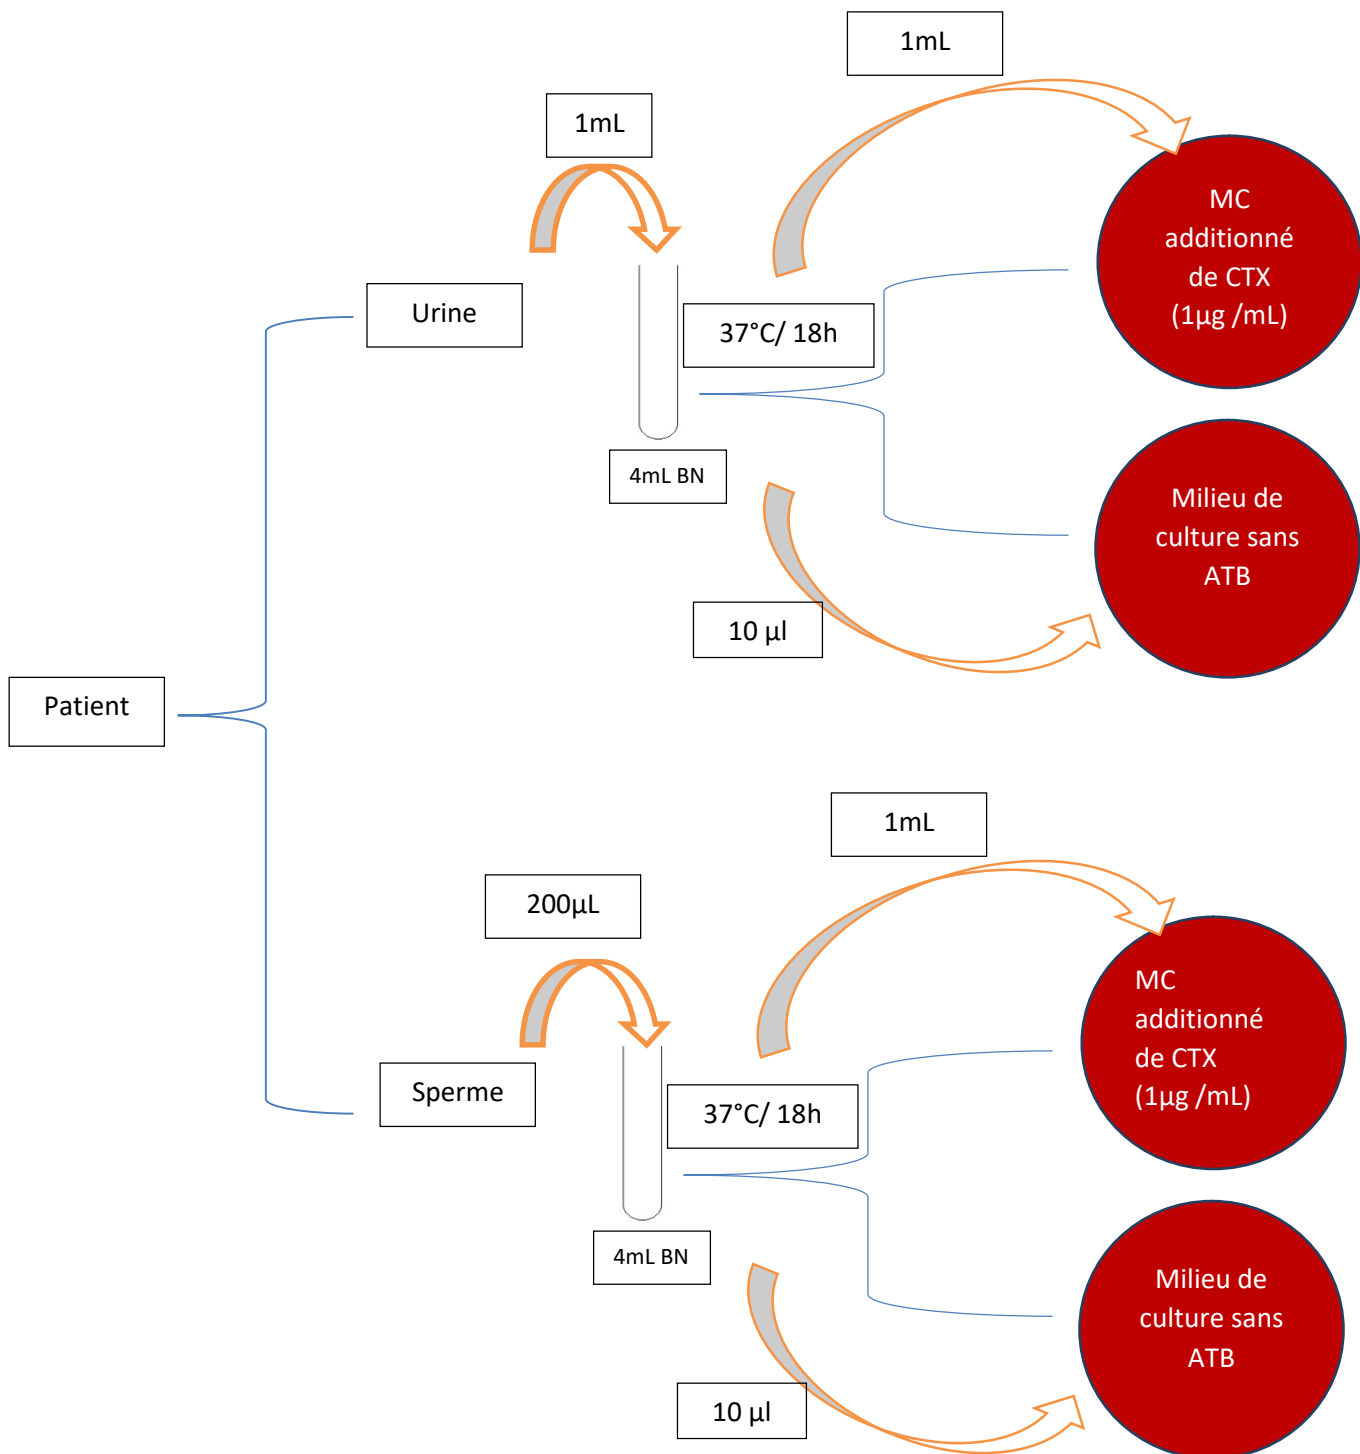 1mL
1mL
MC
additionné
de CTX
(1µg /mL)
Urine
37°C/ 18h
4mL BN
Milieu de
culture sans
ATB
10 µl
Patient
1mL
200µL
MC
additionné
de CTX
(1µg /mL)
Sperme
37°C/ 18h
4mL BN
Milieu de
culture sans
ATB
10 µl